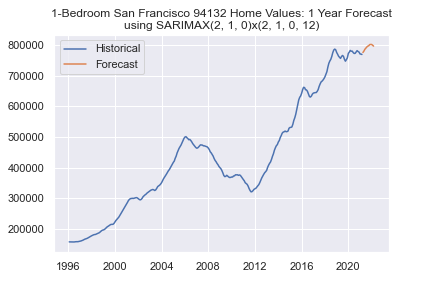 1-Bedroom San Francisco 94132 Home Values: 1 Year Forecast
using SARIMAX(2, 1, 0)x(2, 1, 0, 12)
Historical
Forecast
800000
700000
600000
500000
400000
300000
200000
1996 2000 2004 2008 2012 2016 2020